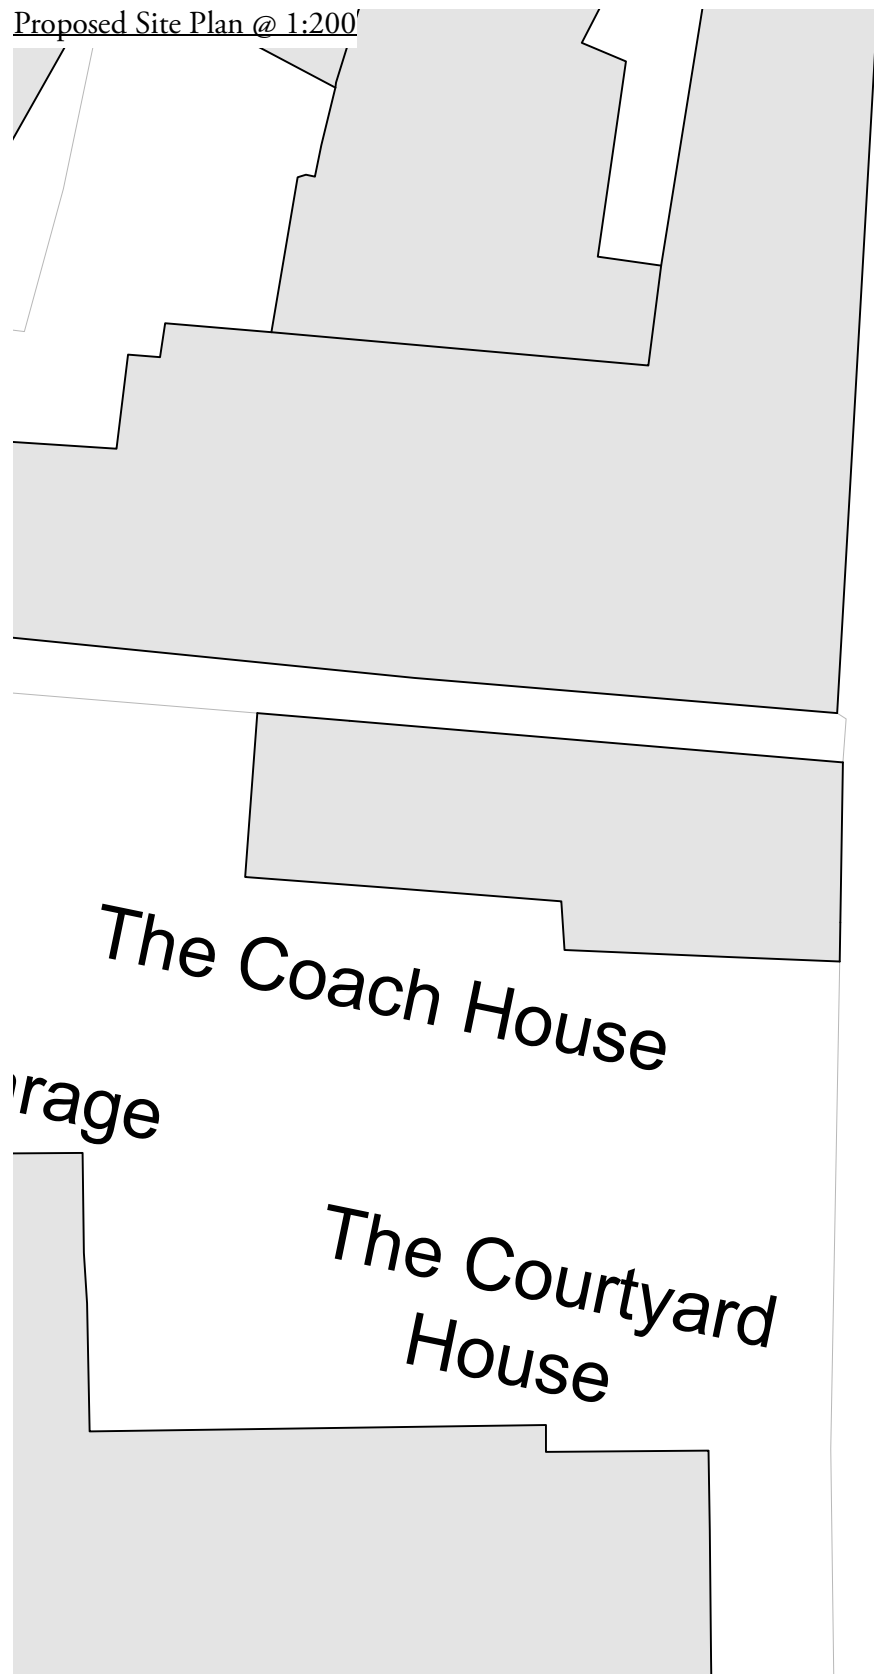 Proposed Site Plan @ 1:200
The Coach House
rage
The Courtyard
House